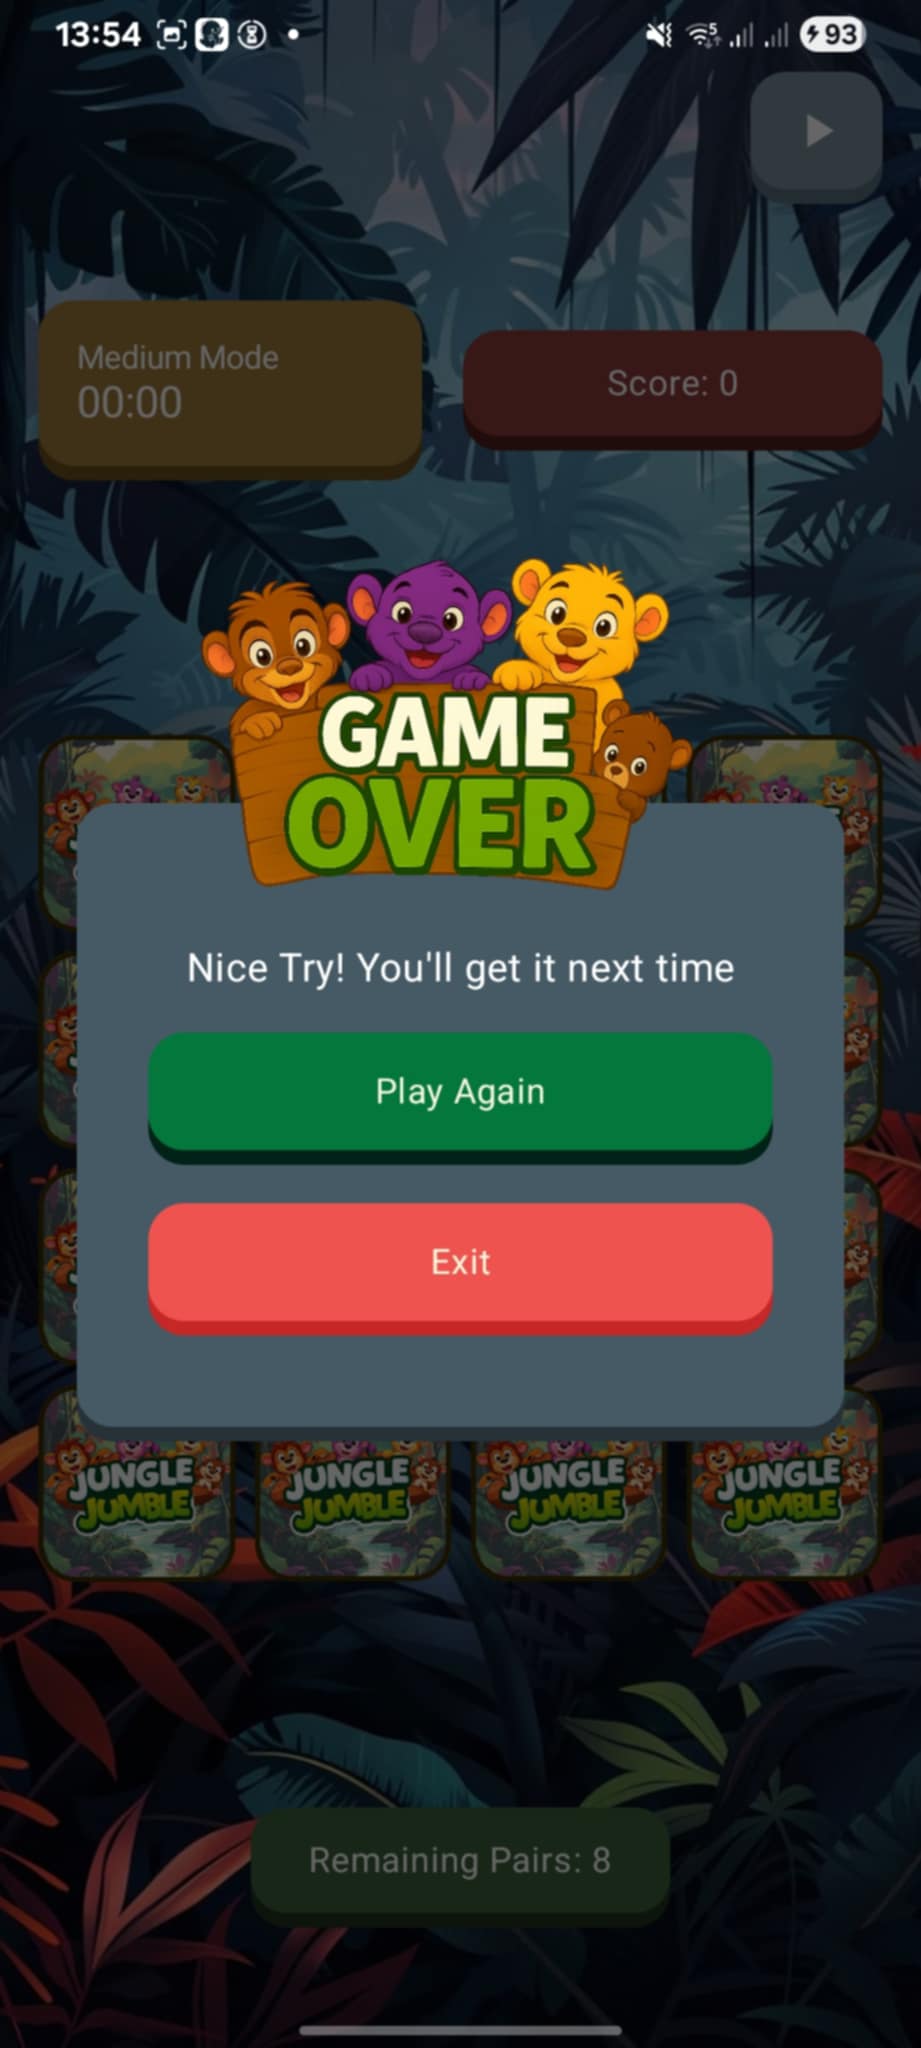 13:54
93
Medium Mode
00:00
Score: 0
GAME
OVER
Nice Try! You'll get it next time
Play Again
Exit
JUNGLE
JUMBLE
JUNGLE
JUMBLE
JUNGLE
JUMBLE
JUNGLE
JUMBLE
Remaining Pairs: 8